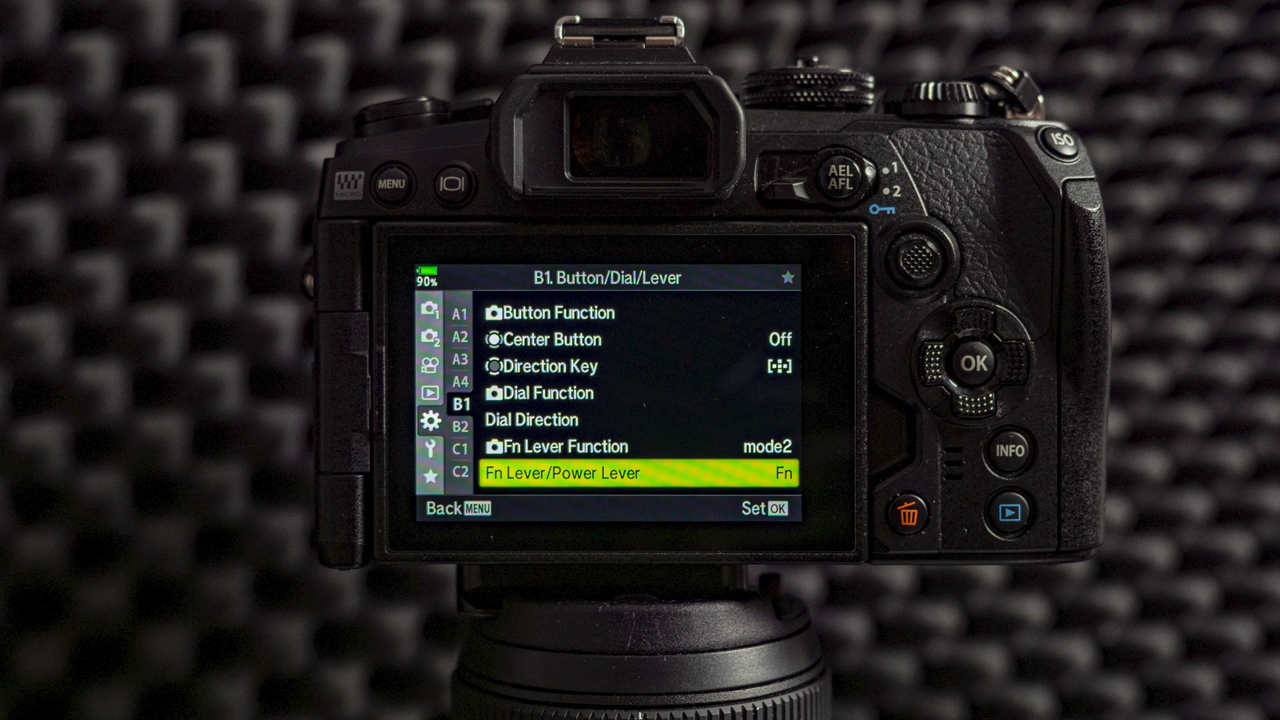 ISO
AEL
AFL
1
2
MENU
B1. Button/Dial/Lever
90%
1
2
A1
A2
A3
A4
B1
B2
C1
C2
Button Function
Center Button Off
Direction Key
Dial Function
Dial Direction
Fn Lever Function mode2
Fn Lever/Power Lever Fn
Back MENU
Set OK
OK
INFO